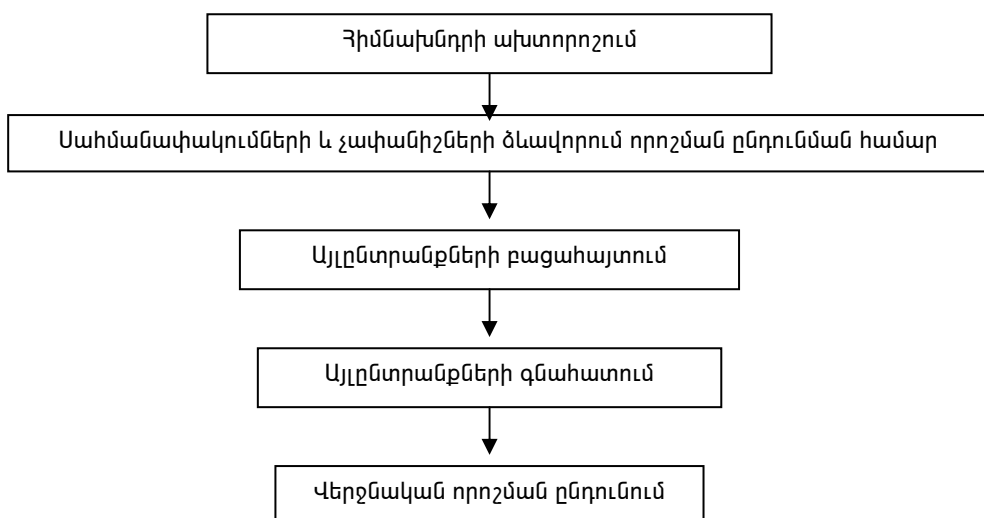 Հիմնախնդրի ախտորոշում
Սահմանափակումների և չափանիշների ձևավորում որոշման ընդունման համար
Այլընտրանքների բացահայտում
Այլընտրանքների գնահատում
Վերջնական որոշման ընդունում